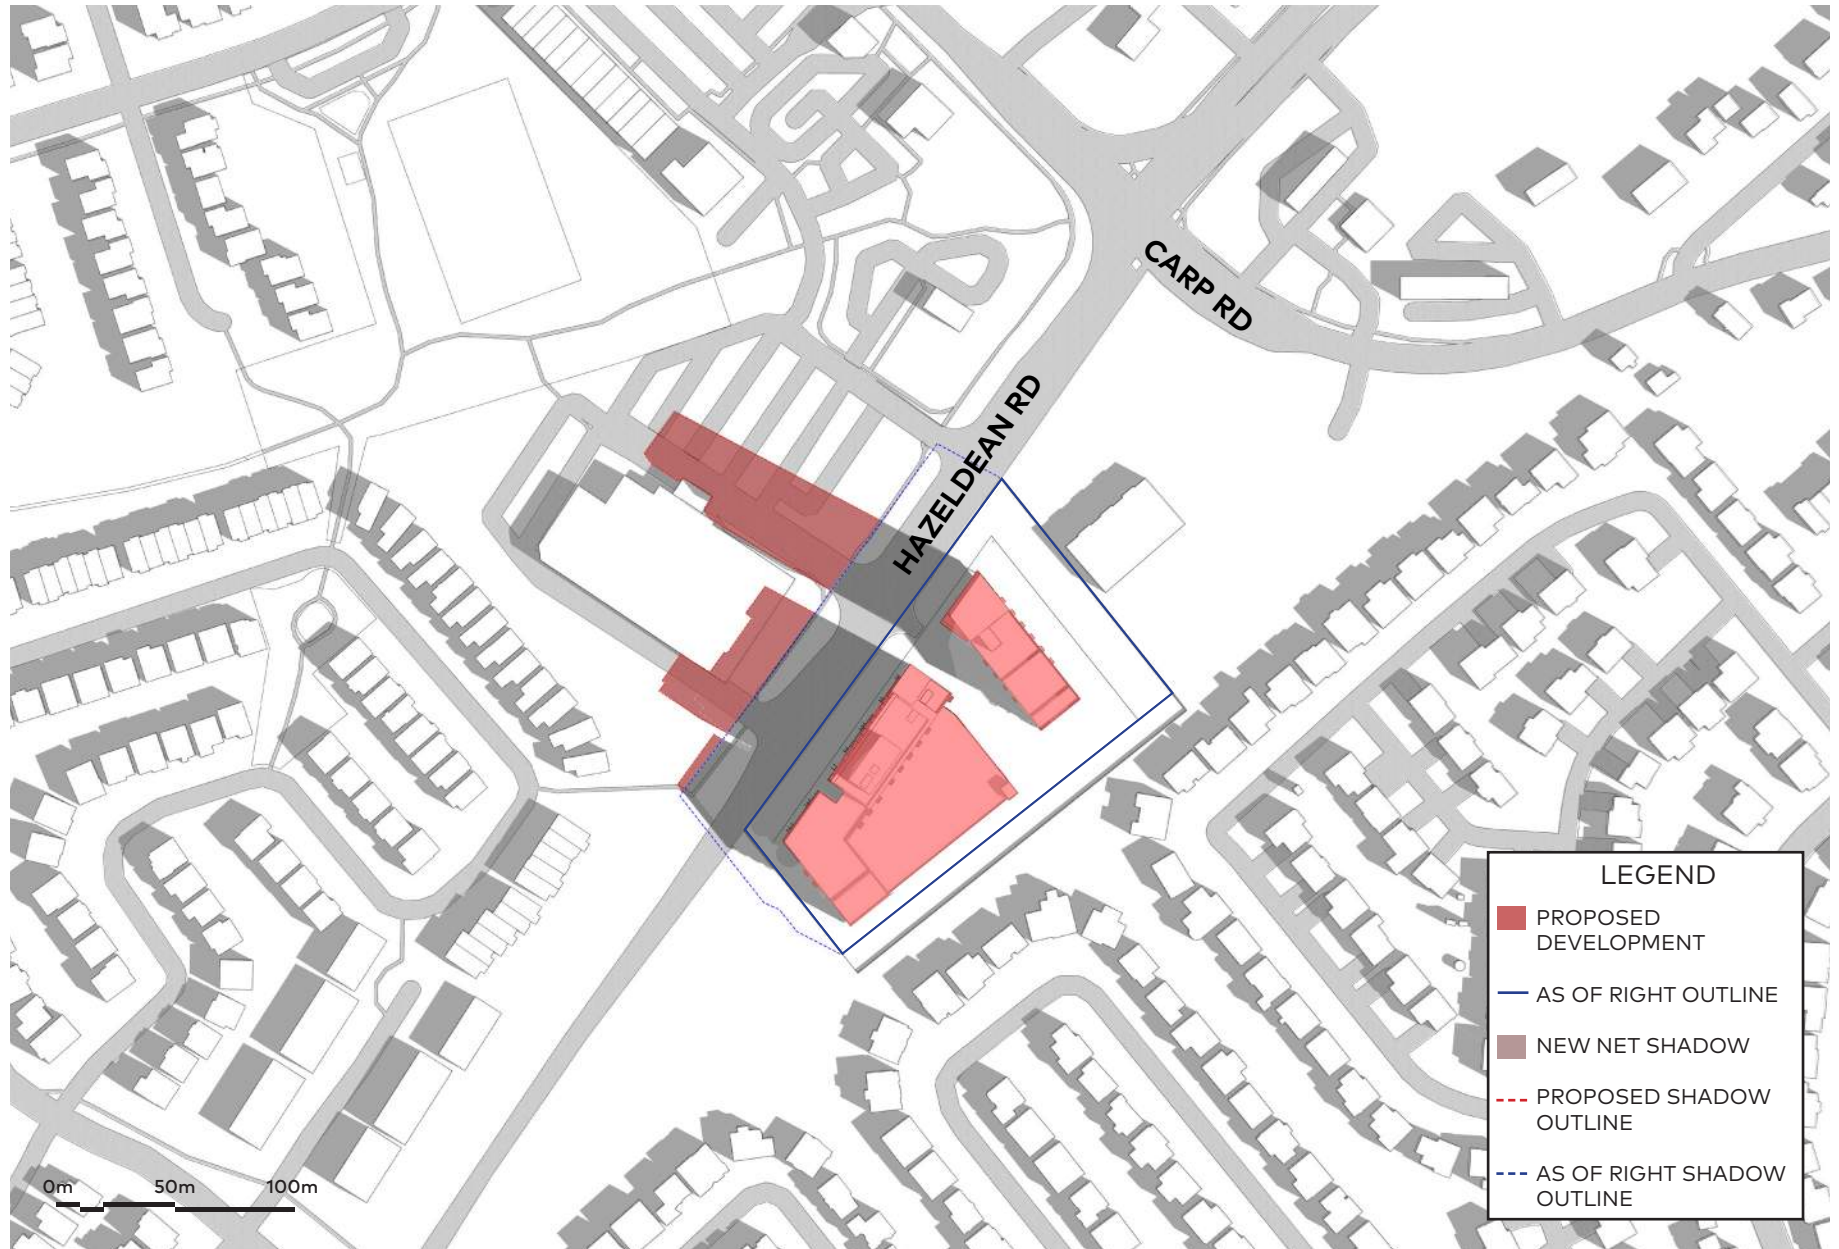 CARP RD
HAZELDEAN RD
LEGEND
PROPOSED
DEVELOPMENT
AS OF RIGHT OUTLINE
NEW NET SHADOW
PROPOSED SHADOW
OUTLINE
AS OF RIGHT SHADOW
OUTLINE
0m 50m 100m